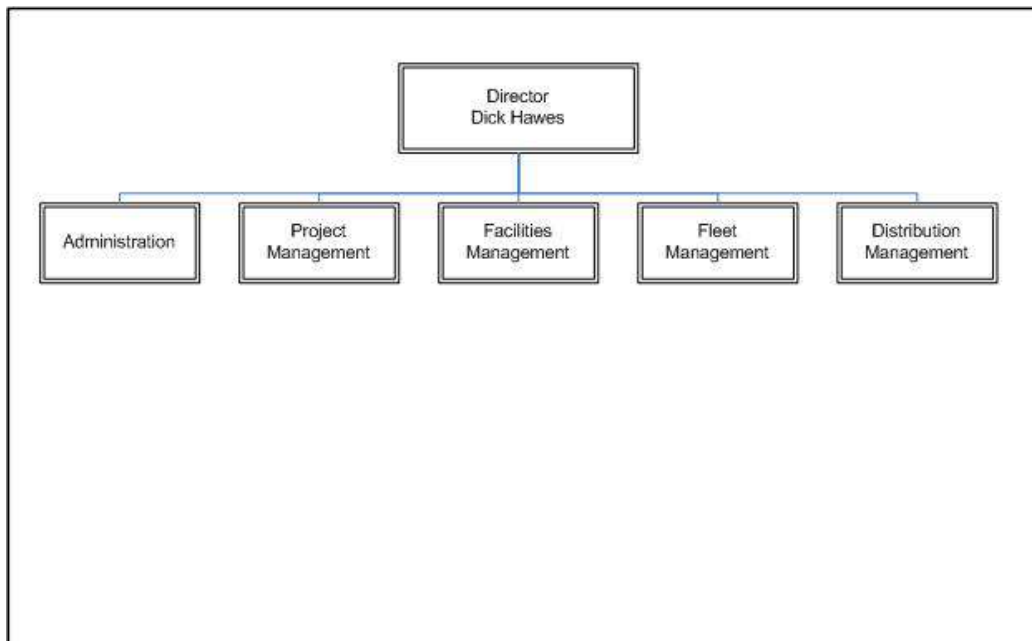 Director
Dick Hawes
Administration
Project
Management
Facilities
Management
Fleet
Management
Distribution
Management